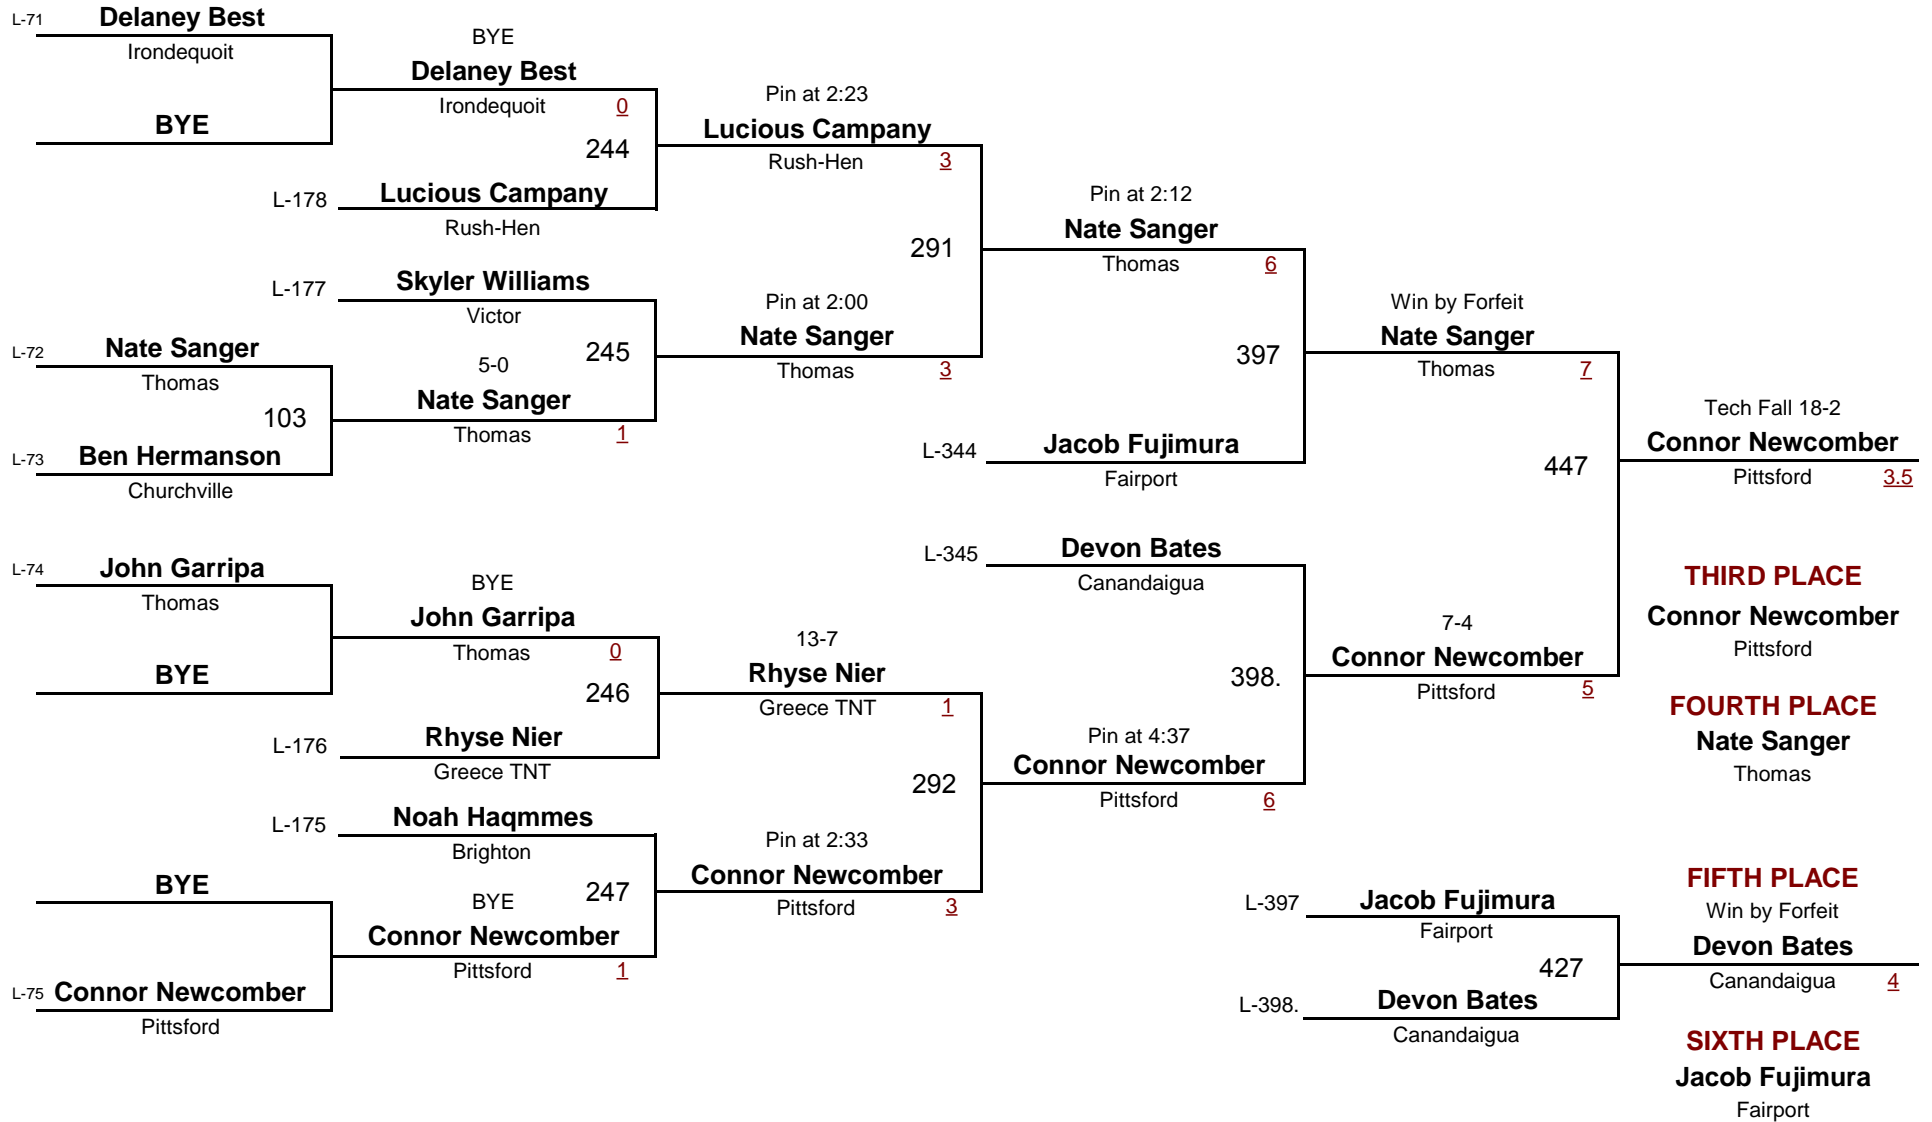 L-71 Delaney Best
Irondequoit
BYE
BYE
Delaney Best
Irondequoit 0
244
L-178 Lucious Campany
Rush-Hen
Pin at 2:23
Lucious Campany
Rush-Hen 3
291
L-177 Skyler Williams
Victor
245
L-72 Nate Sanger
Thomas
103
L-73 Ben Hermanson
Churchville
5-0
Nate Sanger
Thomas 1
Pin at 2:00
Nate Sanger
Thomas 3
Pin at 2:12
Nate Sanger
Thomas 6
397
L-344 Jacob Fujimura
Fairport
Win by Forfeit
Nate Sanger
Thomas 7
447
Tech Fall 18-2
Connor Newcomber
Pittsford 3.5
L-74 John Garripa
Thomas
BYE
BYE
John Garripa
Thomas 0
246
L-176 Rhyse Nier
Greece TNT
13-7
Rhyse Nier
Greece TNT 1
292
L-175 Noah Haqmmes
Brighton
247
BYE
L-75 Connor Newcomber
Pittsford
BYE
Connor Newcomber
Pittsford 1
Pin at 2:33
Connor Newcomber
Pittsford 3
L-345 Devon Bates
Canandaigua
398.
Pin at 4:37
Connor Newcomber
Pittsford 6
7-4
Connor Newcomber
Pittsford 5
THIRD PLACE
Connor Newcomber
Pittsford
FOURTH PLACE
Nate Sanger
Thomas
L-397 Jacob Fujimura
Fairport
427
L-398. Devon Bates
Canandaigua
FIFTH PLACE
Win by Forfeit
Devon Bates
Canandaigua 4
SIXTH PLACE
Jacob Fujimura
Fairport